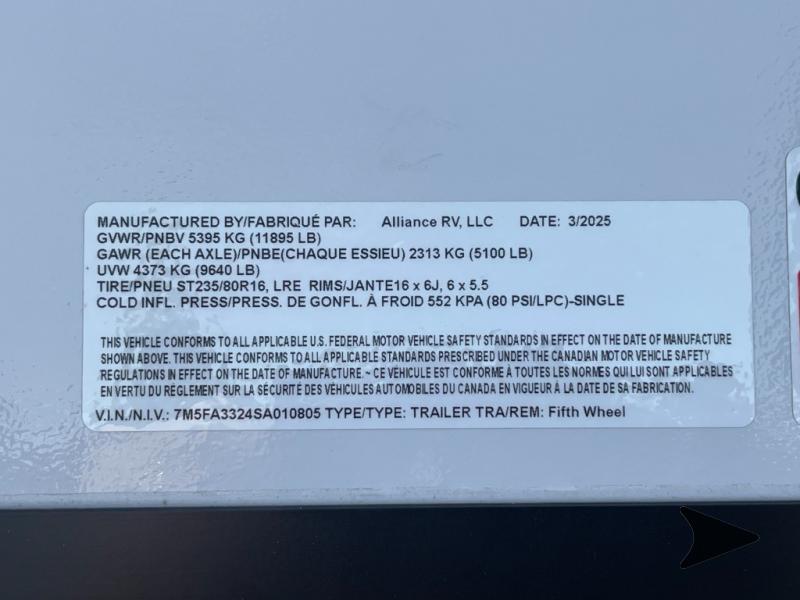 MANUFACTURED BY/FABRIQUÉ PAR: Alliance RV, LLC DATE: 3/2025
GVWR/PNBV 5395 KG (11895 LB)
GAWR (EACH AXLE)/PNBE(CHAQUE ESSIEU) 2313 KG (5100 LB)
UVW 4373 KG (9640 LB)
TIRE/PNEU ST235/80R16, LRE RIMS/JANTE16 x 6J, 6 x 5.5
COLD INFL. PRESS/PRESS. DE GONFL. À FROID 552 KPA (80 PSI/LPC)-SINGLE
THIS VEHICLE CONFORMS TO ALL APPLICABLE U.S. FEDERAL MOTOR VEHICLE SAFETY STANDARDS IN EFFECT ON THE DATE OF MANUFACTURE
SHOWN ABOVE. THIS VEHICLE CONFORMS TO ALL APPLICABLE STANDARDS PRESCRIBED UNDER THE CANADIAN MOTOR VEHICLE SAFETY
REGULATIONS IN EFFECT ON THE DATE OF MANUFACTURE. ~ CE VÉHICULE EST CONFORME À TOUTES LES NORMES QUI LUI SONT APPLICABLES
EN VERTU DU RÉGLEMENT SUR LA SÉCURITÉ DES VÉHICULES AUTOMOBILES DU CANADA EN VIGUEUR À LA DATE DE SA FABRICATION.
V.I.N./N.I.V.: 7M5FA3324SA010805 TYPE/TYPE: TRAILER TRA/REM: Fifth Wheel